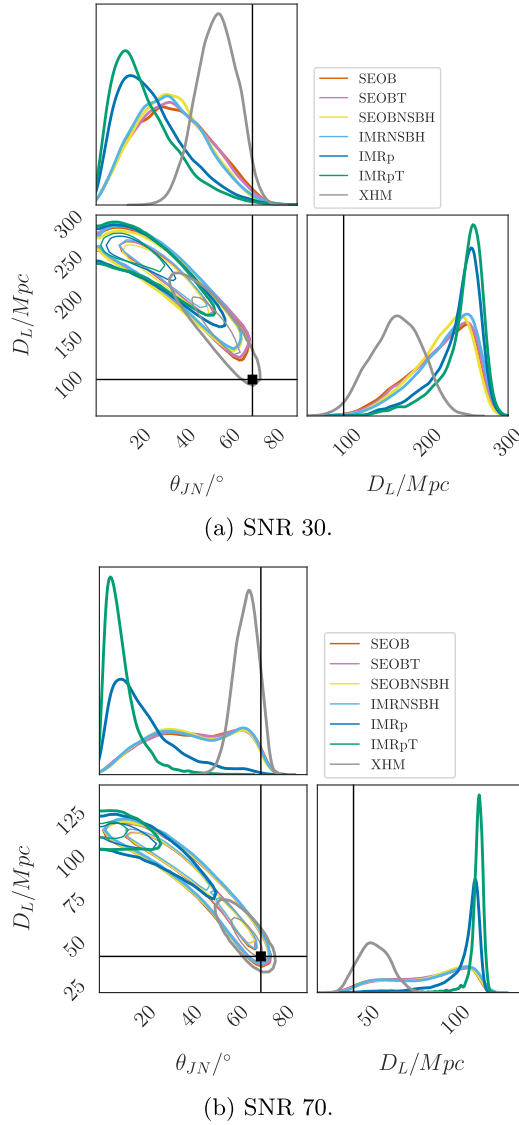 SEOB
SEOBT
SEOBNSBH
IMRNSBH
IMRp
IMRpT
XHM
300
250
200
150
100
D_L/Mpc
20
40
60
80
θ_JN/°
100
200
300
D_L/Mpc
(a) SNR 30.
SEOB
SEOBT
SEOBNSBH
IMRNSBH
IMRp
IMRpT
XHM
125
100
75
50
25
D_L/Mpc
20
40
60
80
θ_JN/°
50
100
D_L/Mpc
(b) SNR 70.